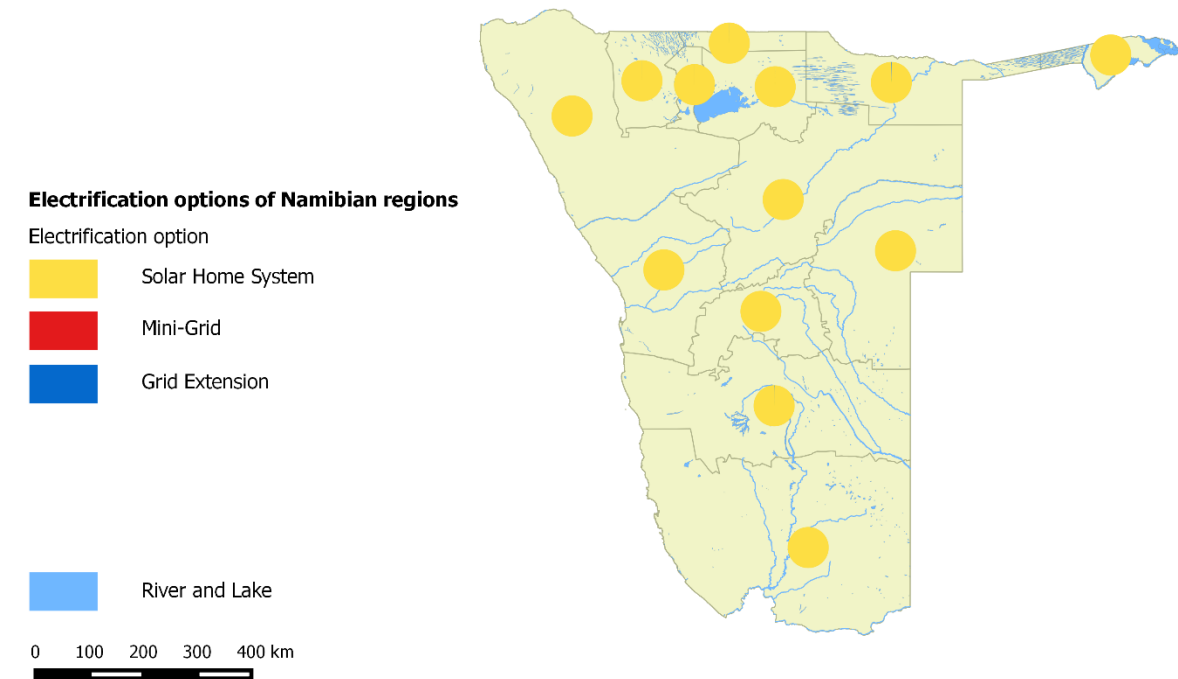 Electrification options of Namibian regions
Electrification option
Solar Home System
Mini-Grid
Grid Extension
River and Lake
0 100 200 300 400 km